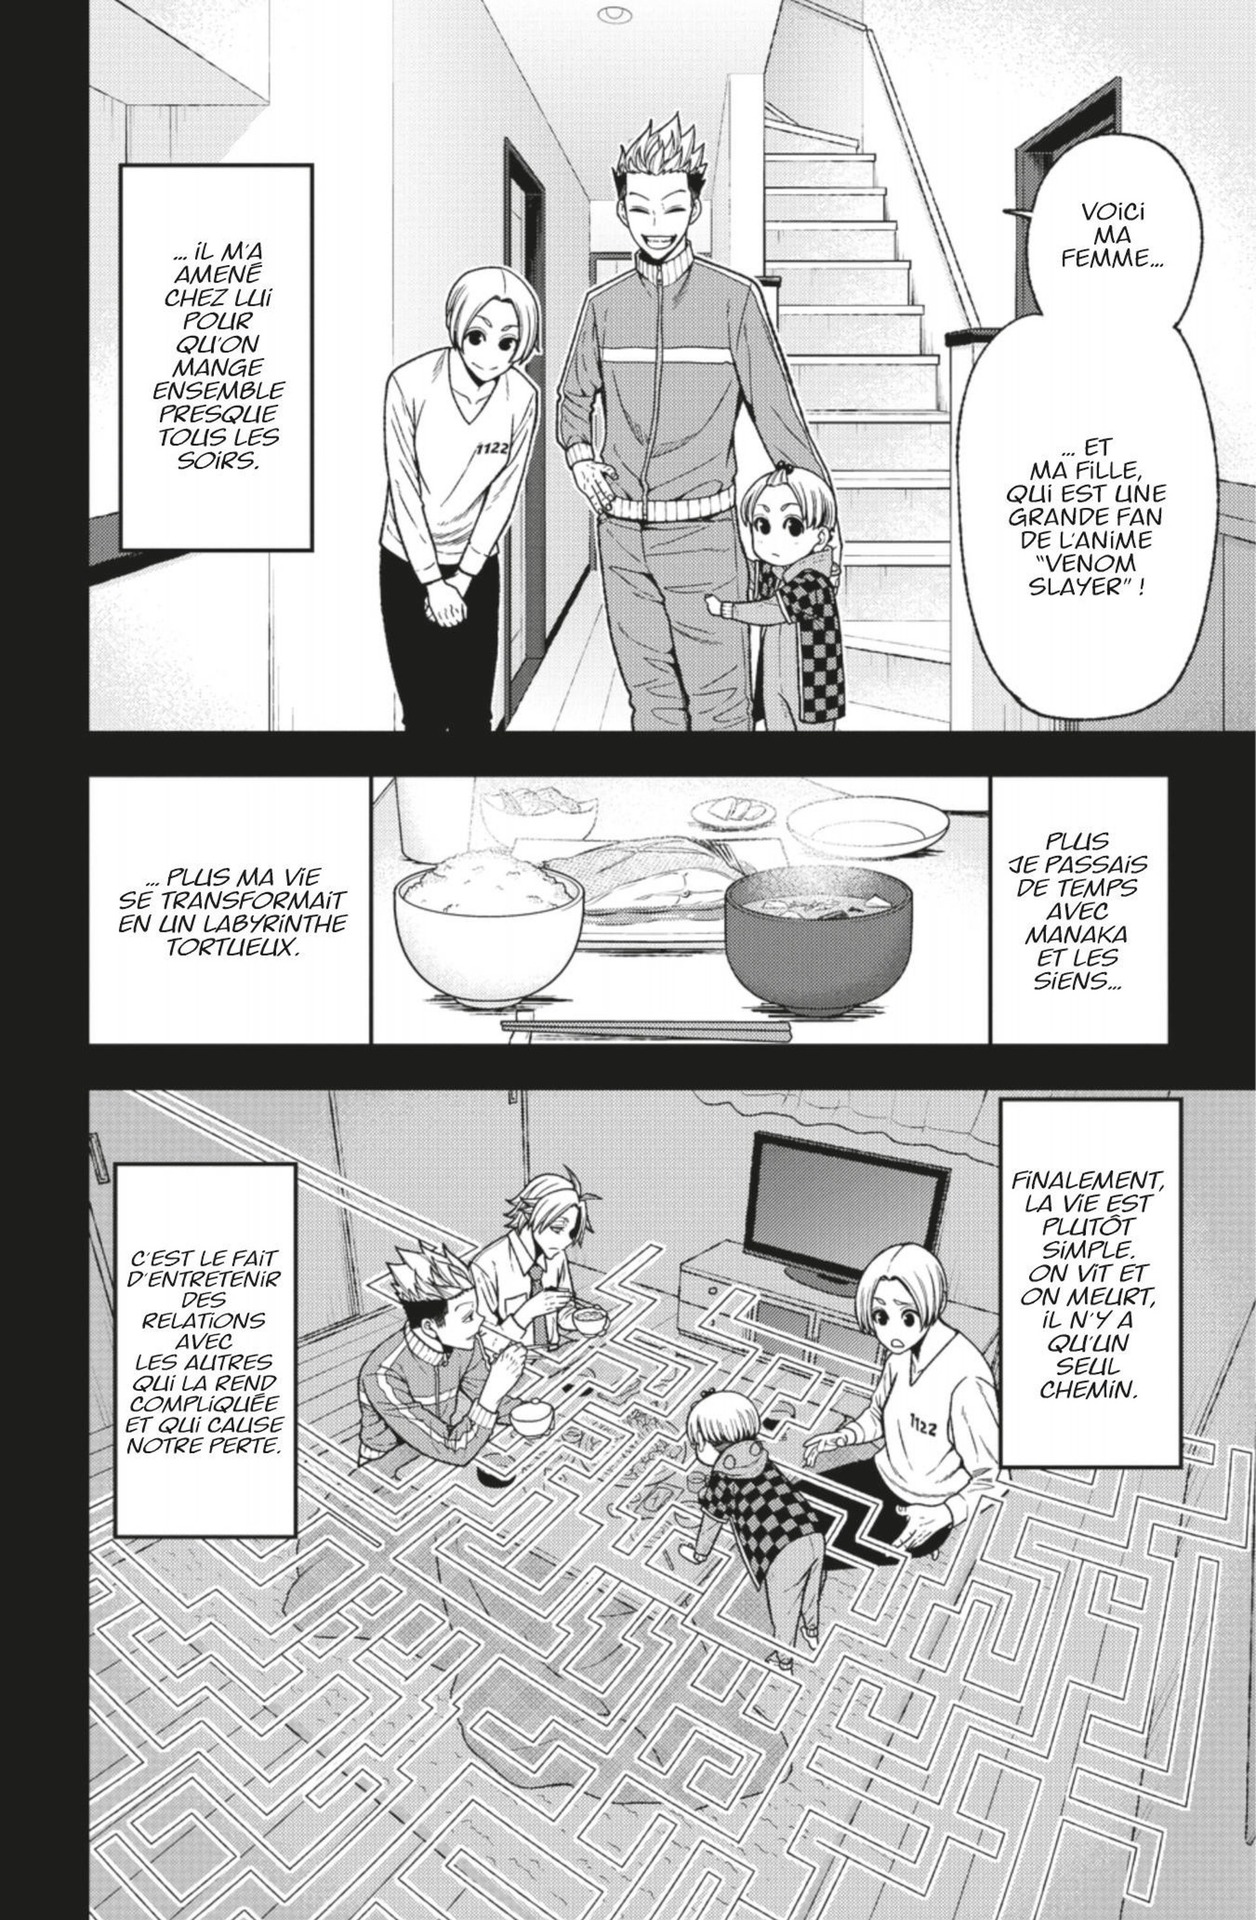 VOICI
MA
FEMME...
... ET
MA FILLE,
QUI EST UNE
GRANDE FAN
DE L'ANIME
"VENOM
SLAYER" !
... IL M'A
AMENÉ
CHEZ LUI
POUR
QU'ON
MANGE
ENSEMBLE
PRESQUE
TOUS LES
SOIRS.
1122
PLUS
JE PASSAIS
DE TEMPS
AVEC
MANAKA
ET LES
SIENS...
... PLUS MA VIE
SE TRANSFORMAIT
EN UN LABYRINTHE
TORTUEUX.
FINALEMENT,
LA VIE EST
PLUTÔT
SIMPLE.
ON VIT ET
ON MEURT,
IL N'Y A
QU'UN
SEUL
CHEMIN.
C'EST LE FAIT
D'ENTRETENIR
DES
RELATIONS
AVEC
LES AUTRES
QUI LA REND
COMPLIQUÉE
ET QUI CAUSE
NOTRE PERTE.
1122